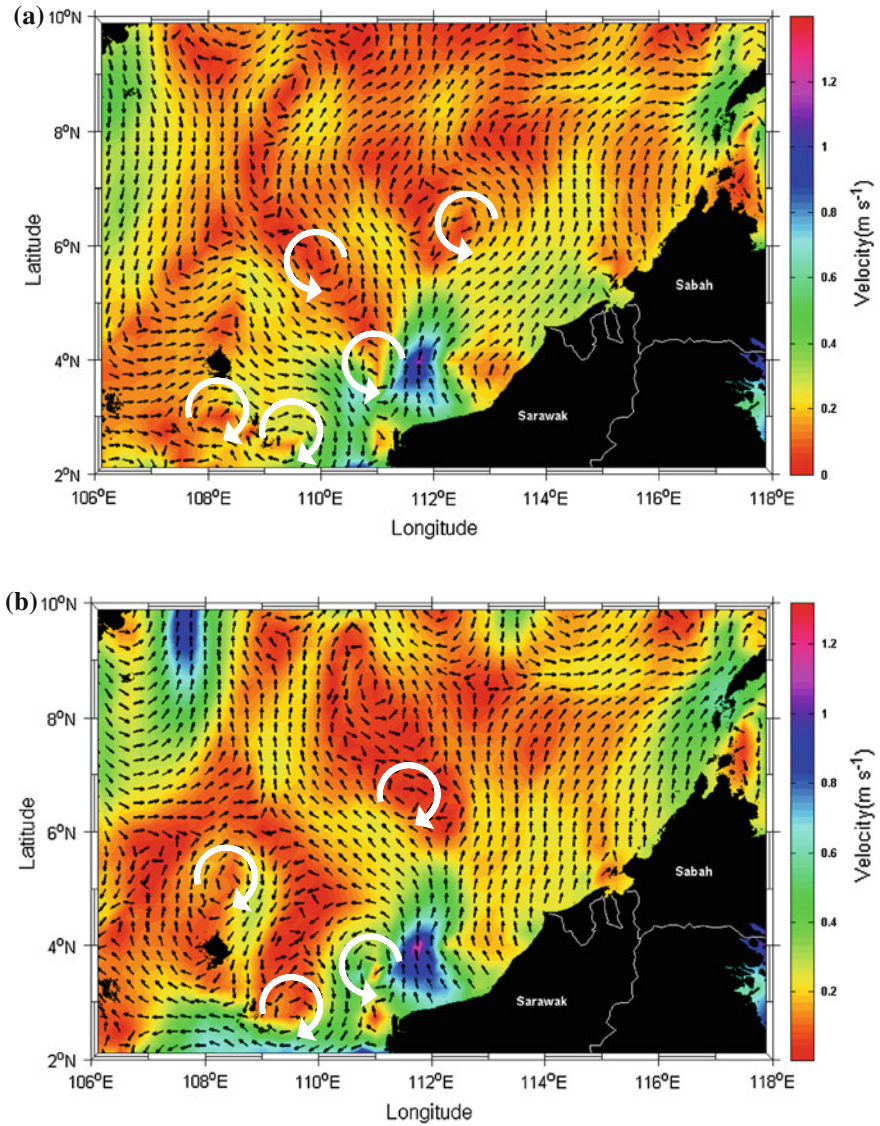 (a)
10°N
8°N
6°N
4°N
2°N
Latitude
106°E 108°E 110°E 112°E 114°E 116°E 118°E
Longitude
Sabah
Sarawak
1.2
1
0.8
0.6
0.4
0.2
0
Velocity(m s-1)
(b)
10°N
8°N
6°N
4°N
2°N
Latitude
106°E 108°E 110°E 112°E 114°E 116°E 118°E
Longitude
Sabah
Sarawak
1.2
1
0.8
0.6
0.4
0.2
Velocity(m s-1)